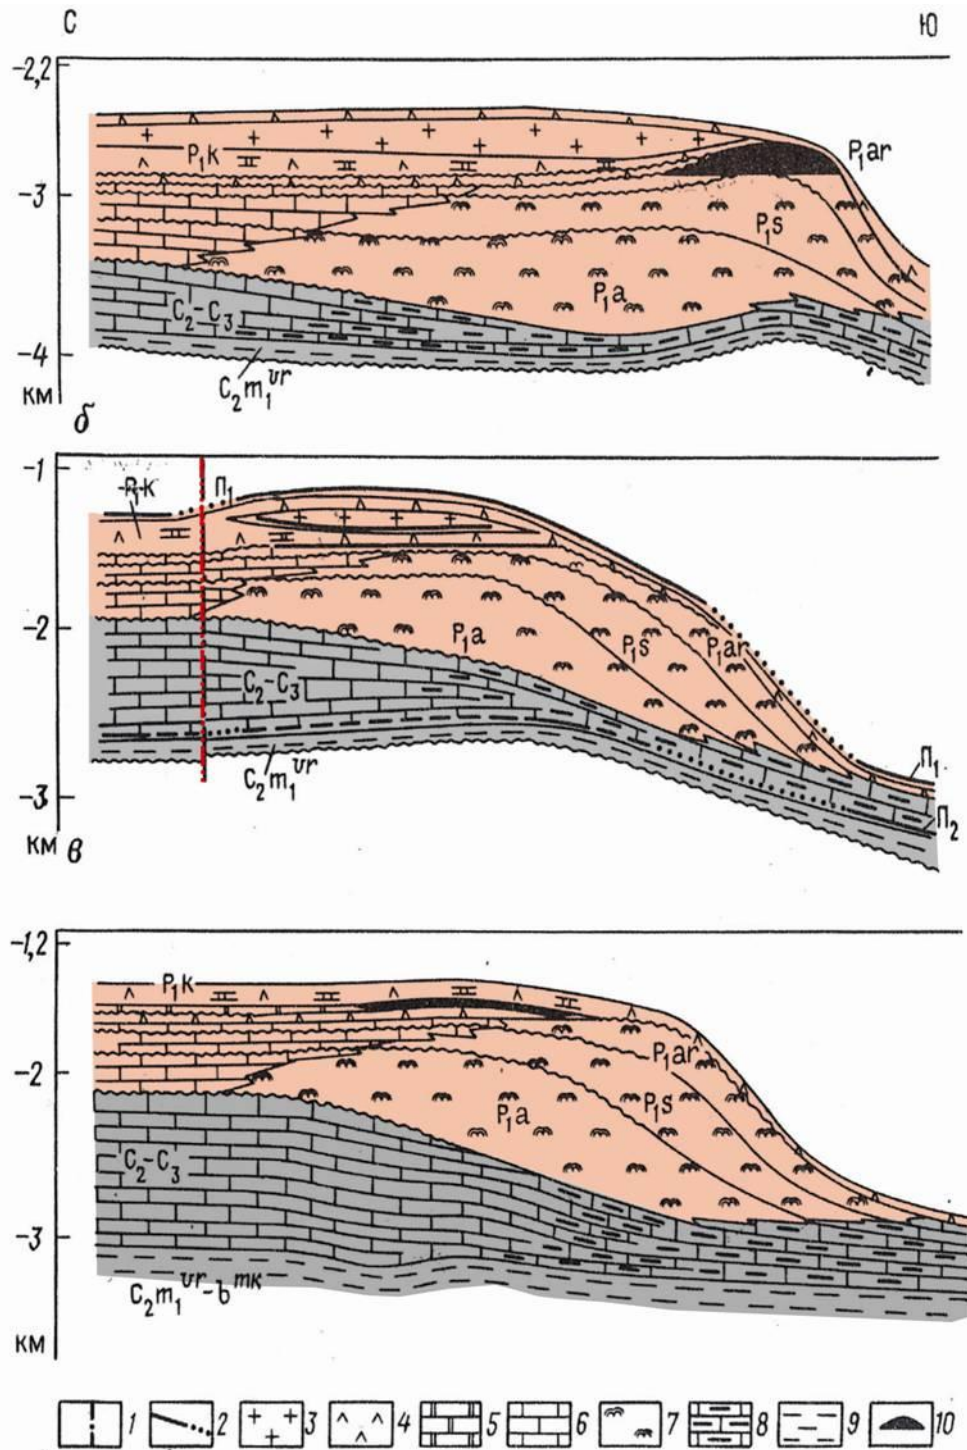 С Ю
-2,2
P₁k P₁ar
-3
P₁s
P₁a
C₂-C₃
-4
C₂m₁ᵛʳ
км
б
-1
P₁k П₁
-2
P₁a P₁s P₁ar
C₂-C₃
C₂m₁ᵛʳ
П₁
-3
П₂
км в
-1,2
P₁k
P₁ar
-2
P₁a P₁s
C₂-C₃
-3
C₂m₁ᵛʳ-bᵐᵏ
км
1 2 3 4 5 6 7 8 9 10